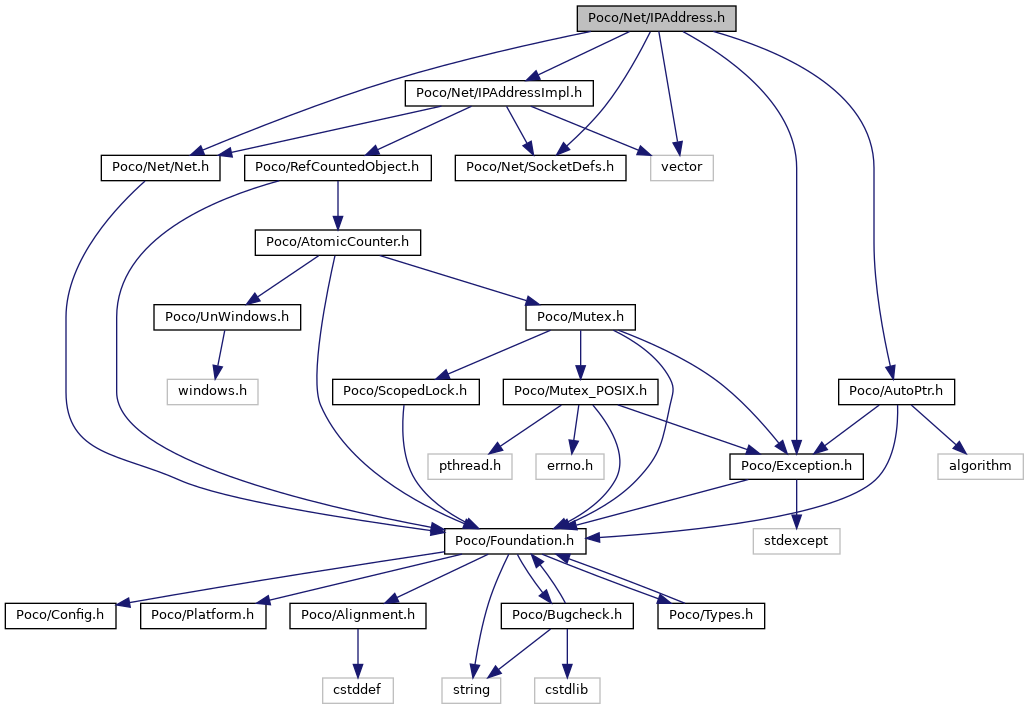 Poco/Net/IPAddress.h
Poco/Net/IPAddressImpl.h
Poco/Net/Net.h
Poco/RefCountedObject.h
Poco/Net/SocketDefs.h
vector
Poco/AtomicCounter.h
Poco/UnWindows.h
Poco/Mutex.h
windows.h
Poco/ScopedLock.h
Poco/Mutex_POSIX.h
Poco/AutoPtr.h
pthread.h
errno.h
Poco/Exception.h
algorithm
Poco/Foundation.h
stdexcept
Poco/Config.h
Poco/Platform.h
Poco/Alignment.h
Poco/Bugcheck.h
Poco/Types.h
cstddef
string
cstdlib